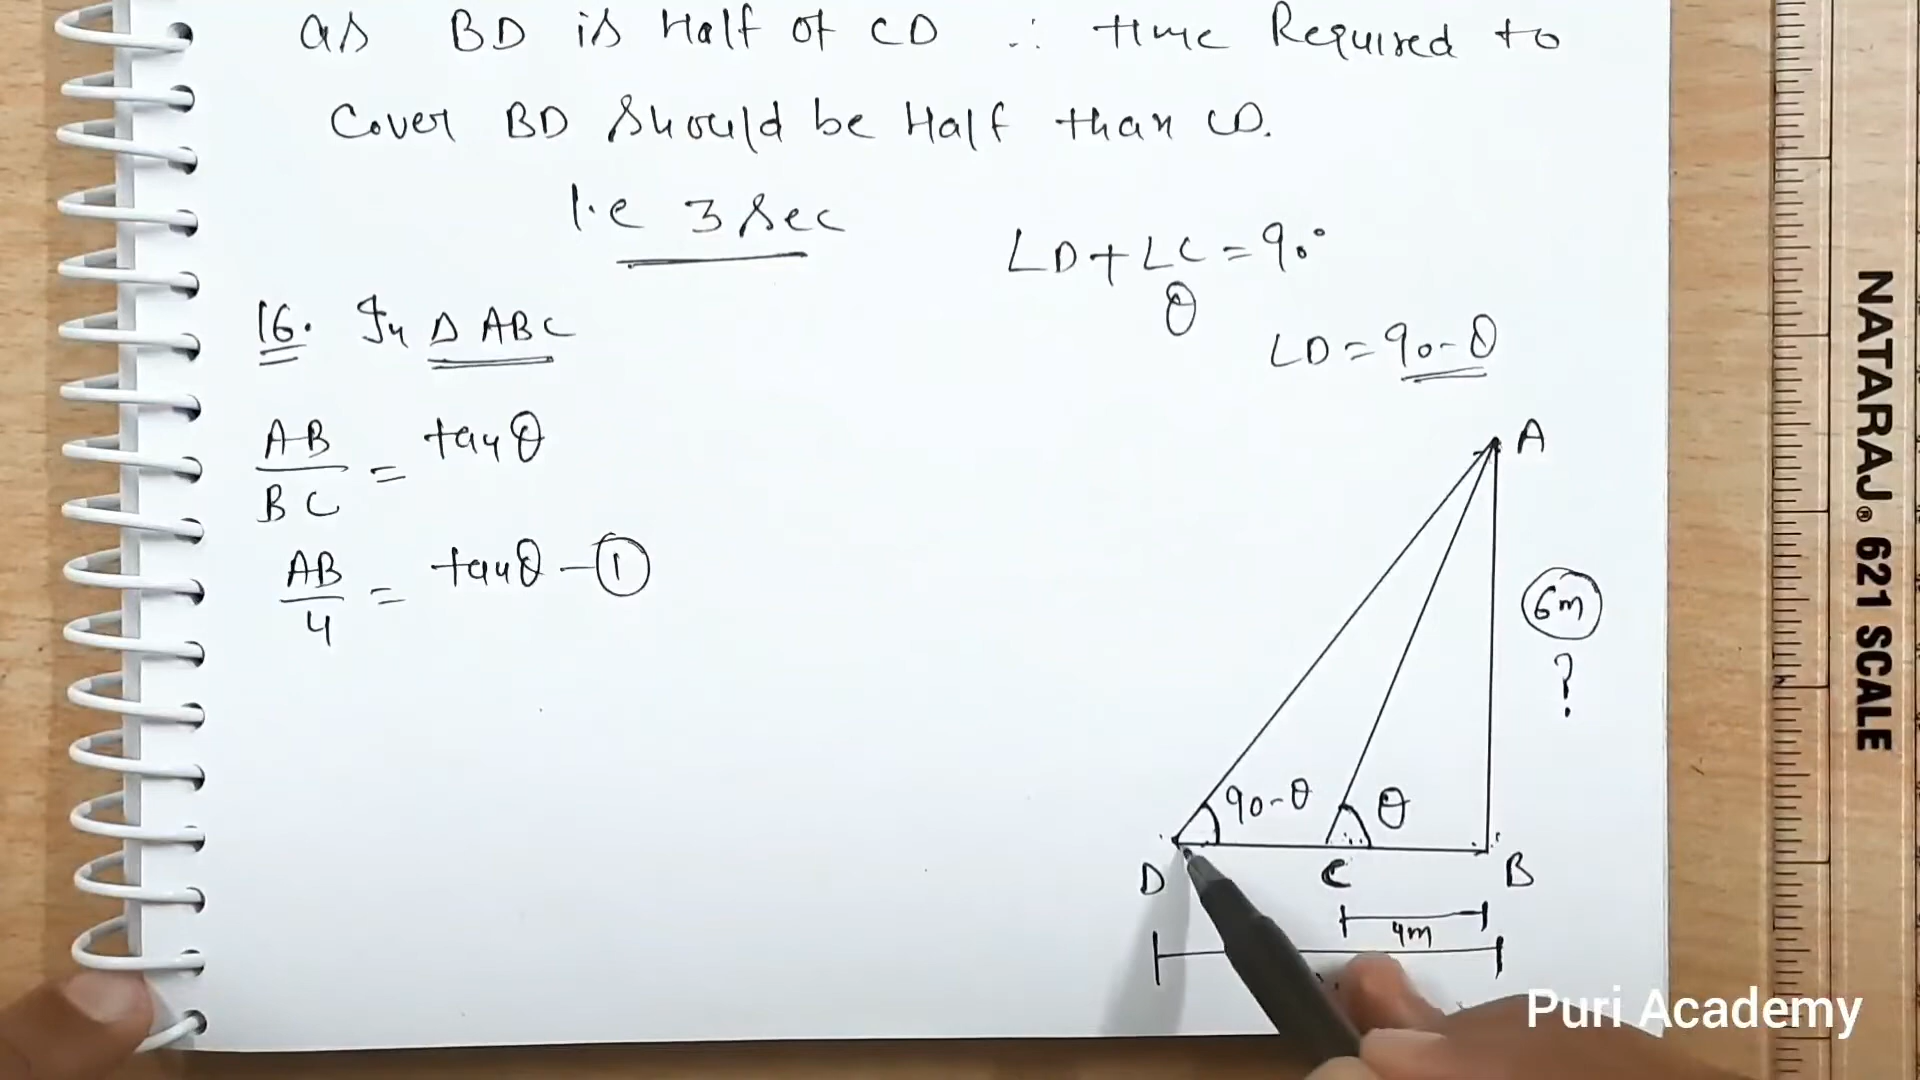 as BD is Half of CD ∴ time Required to
Cover BD Should be Half than CD.
I.e 3 Sec
∠D + ∠C = 90°
θ
∠D = 90 - θ
16. In Δ ABC
AB/BC = tanθ
AB/4 = tanθ - ①
A
6m
?
90-θ
θ
D
C
B
4m
Puri Academy
NATARAJ® 621 SCALE